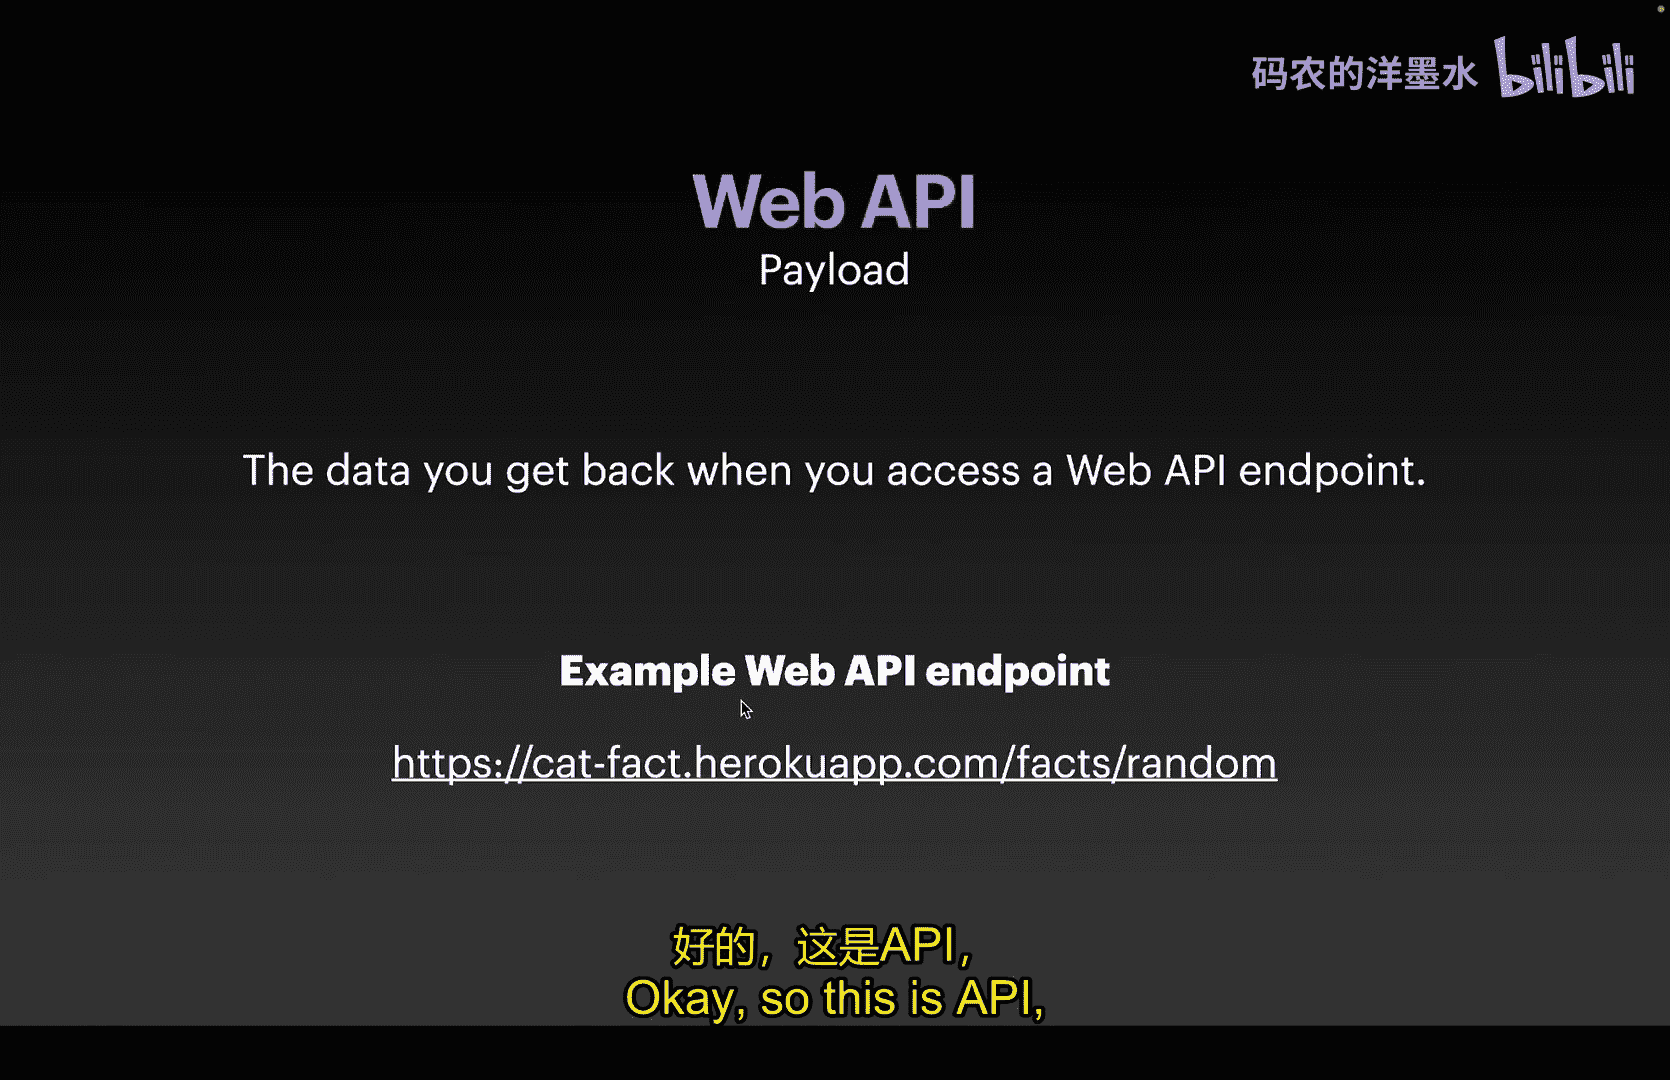 码农的洋墨水 bilibili
Web API
Payload
The data you get back when you access a Web API endpoint.
Example Web API endpoint
https://cat-fact.herokuapp.com/facts/random
好的，这是API，
Okay, so this is API,